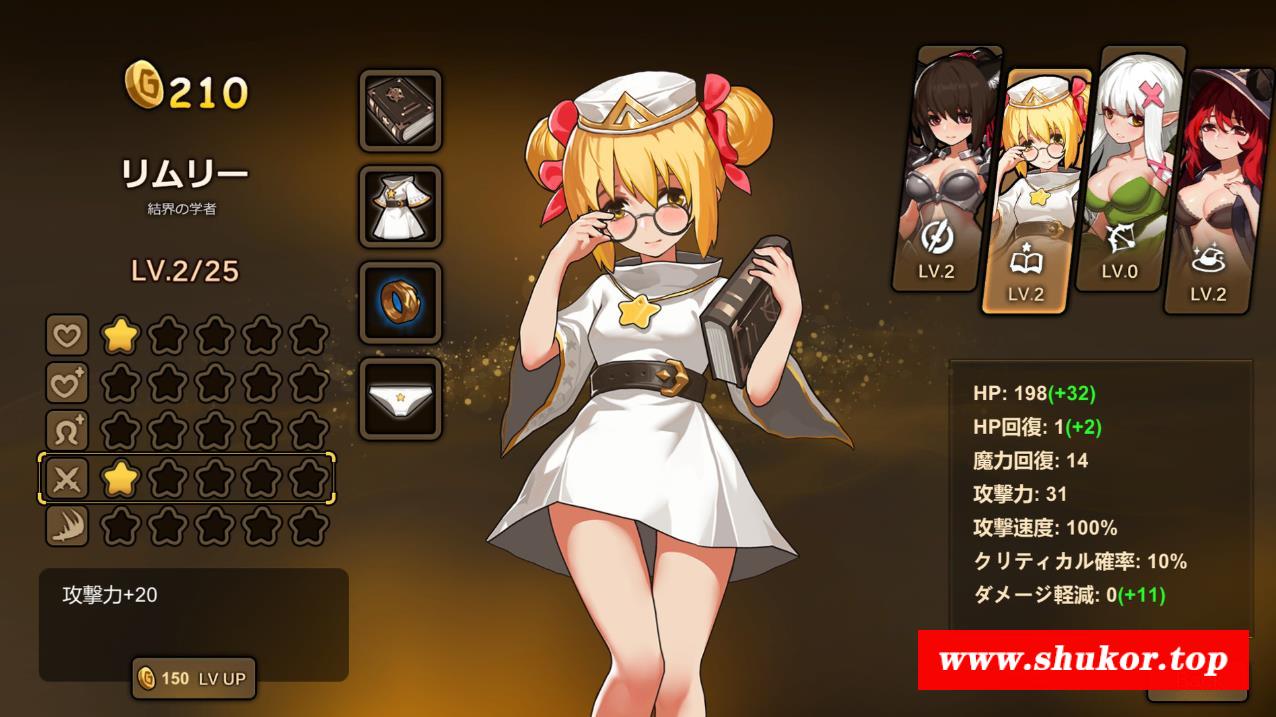 210
リムリー
結界の学者
LV.2/25
攻撃力+20
150 LV UP
LV.2
LV.2
LV.0
LV.2
HP: 198(+32)
HP回復: 1(+2)
魔力回復: 14
攻撃力: 31
攻撃速度: 100%
クリティカル確率: 10%
ダメージ軽減: 0(+11)
www.shukor.top